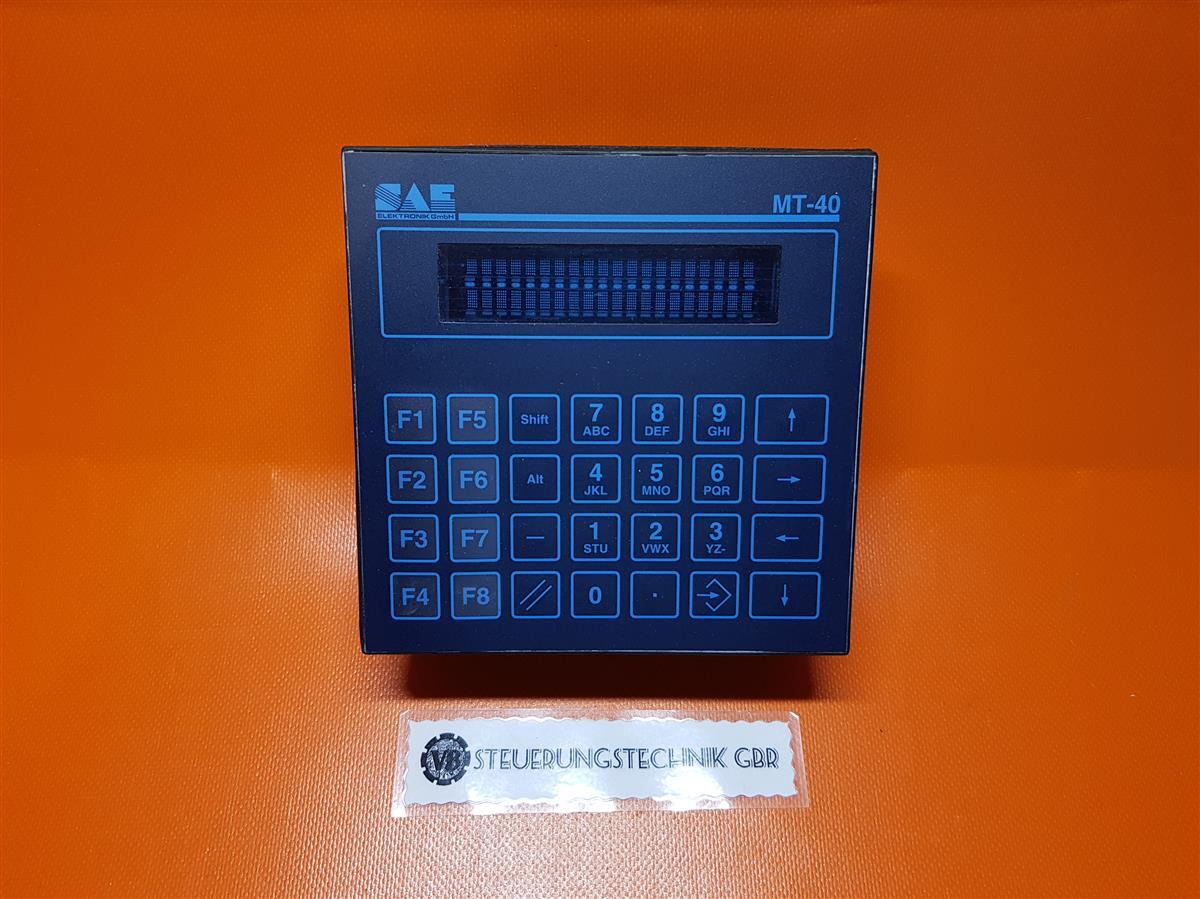 SAE
ELEKTRONIK GmbH
MT-40
F1 F5 Shift 7 ABC 8 DEF 9 GHI ↑
F2 F6 Alt 4 JKL 5 MNO 6 PQR →
F3 F7 — 1 STU 2 VWX 3 YZ- ←
F4 F8 // 0 . ↓
VB STEUERUNGSTECHNIK GBR